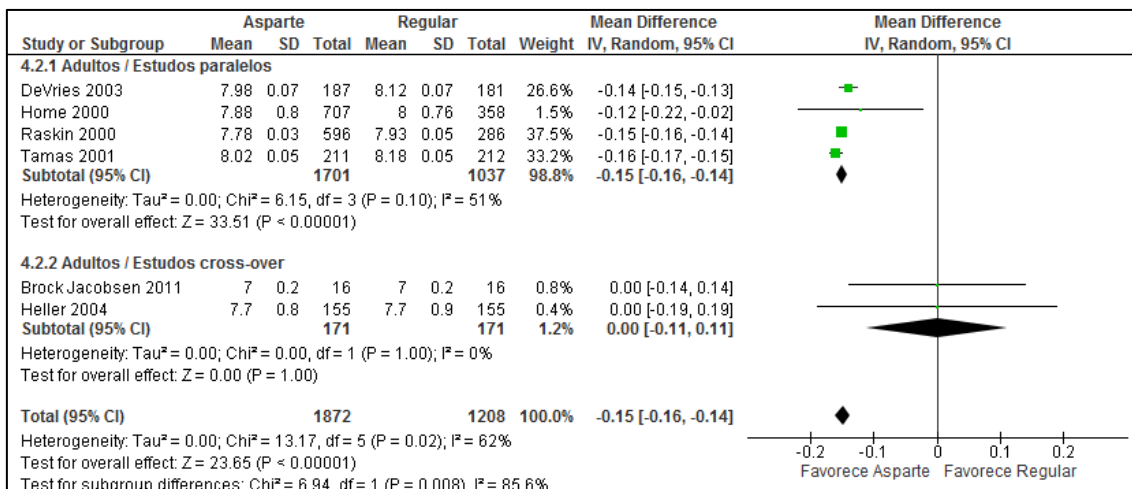 Asparte Regular Mean Difference Mean Difference
Study or Subgroup Mean SD Total Mean SD Total Weight IV, Random, 95% CI IV, Random, 95% CI
4.2.1 Adultos / Estudos paralelos
DeVries 2003 7.98 0.07 187 8.12 0.07 181 26.6% -0.14 [-0.15, -0.13]
Home 2000 7.88 0.8 707 8 0.76 358 1.5% -0.12 [-0.22, -0.02]
Raskin 2000 7.78 0.03 596 7.93 0.05 286 37.5% -0.15 [-0.16, -0.14]
Tamas 2001 8.02 0.05 211 8.18 0.05 212 33.2% -0.16 [-0.17, -0.15]
Subtotal (95% CI) 1701 1037 98.8% -0.15 [-0.16, -0.14]
Heterogeneity: Tau² = 0.00; Chi² = 6.15, df = 3 (P = 0.10); I² = 51%
Test for overall effect: Z = 33.51 (P < 0.00001)
4.2.2 Adultos / Estudos cross-over
Brock Jacobsen 2011 7 0.2 16 7 0.2 16 0.8% 0.00 [-0.14, 0.14]
Heller 2004 7.7 0.8 155 7.7 0.9 155 0.4% 0.00 [-0.19, 0.19]
Subtotal (95% CI) 171 171 1.2% 0.00 [-0.11, 0.11]
Heterogeneity: Tau² = 0.00; Chi² = 0.00, df = 1 (P = 1.00); I² = 0%
Test for overall effect: Z = 0.00 (P = 1.00)
Total (95% CI) 1872 1208 100.0% -0.15 [-0.16, -0.14]
Heterogeneity: Tau² = 0.00; Chi² = 13.17, df = 5 (P = 0.02); I² = 62%
Test for overall effect: Z = 23.65 (P < 0.00001)
Test for subgroup differences: Chi² = 6.94, df = 1 (P = 0.008), I² = 85.6%
-0.2 -0.1 0 0.1 0.2
Favorece Asparte Favorece Regular